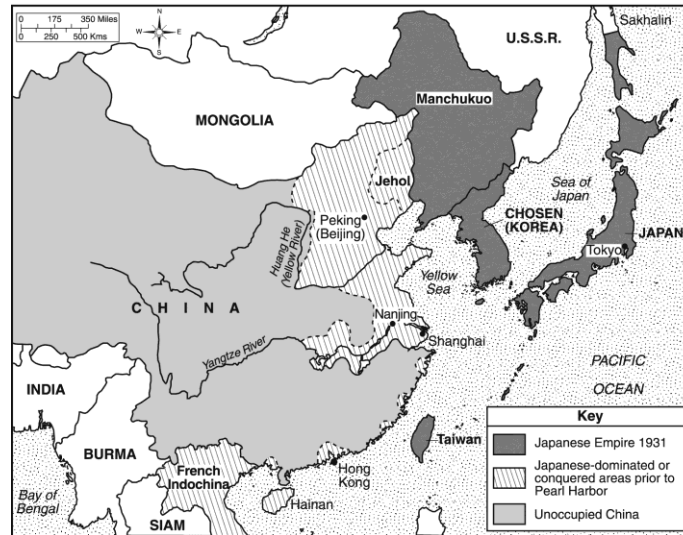 0 175 350 Miles
0 250 500 Kms
N
W E
S
Sakhalin
U.S.S.R.
Manchukuo
MONGOLIA
Jehol
Sea of
Japan
Peking
(Beijing)
CHOSEN
(KOREA)
JAPAN
Tokyo
Huang He
(Yellow River)
Yellow
Sea
CHINA
Nanjing
Shanghai
Yangtze River
PACIFIC
OCEAN
INDIA
BURMA
Taiwan
French
Indochina
Hong
Kong
Bay of
Bengal
Hainan
SIAM
Key
Japanese Empire 1931
Japanese-dominated or
conquered areas prior to
Pearl Harbor
Unoccupied China